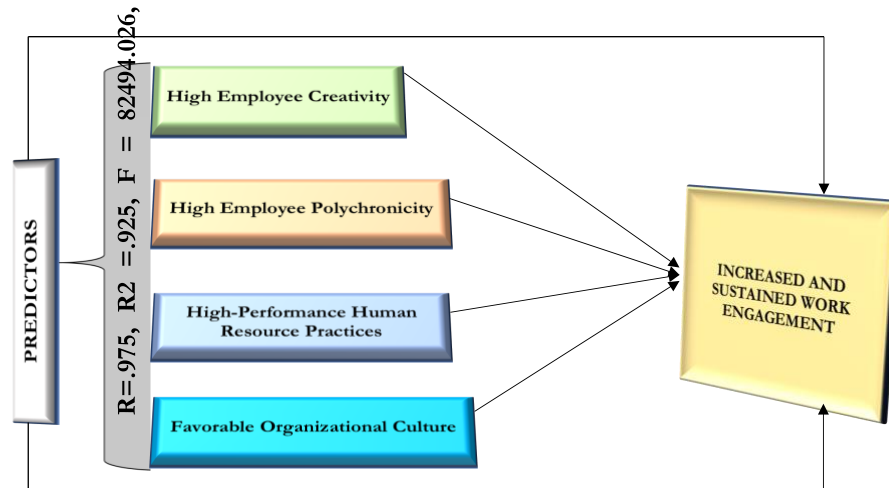 PREDICTORS
R=.975, R2 =.925, F = 82494.026,
High Employee Creativity
High Employee Polychronicity
High-Performance Human
Resource Practices
Favorable Organizational Culture
INCREASED AND
SUSTAINED WORK
ENGAGEMENT